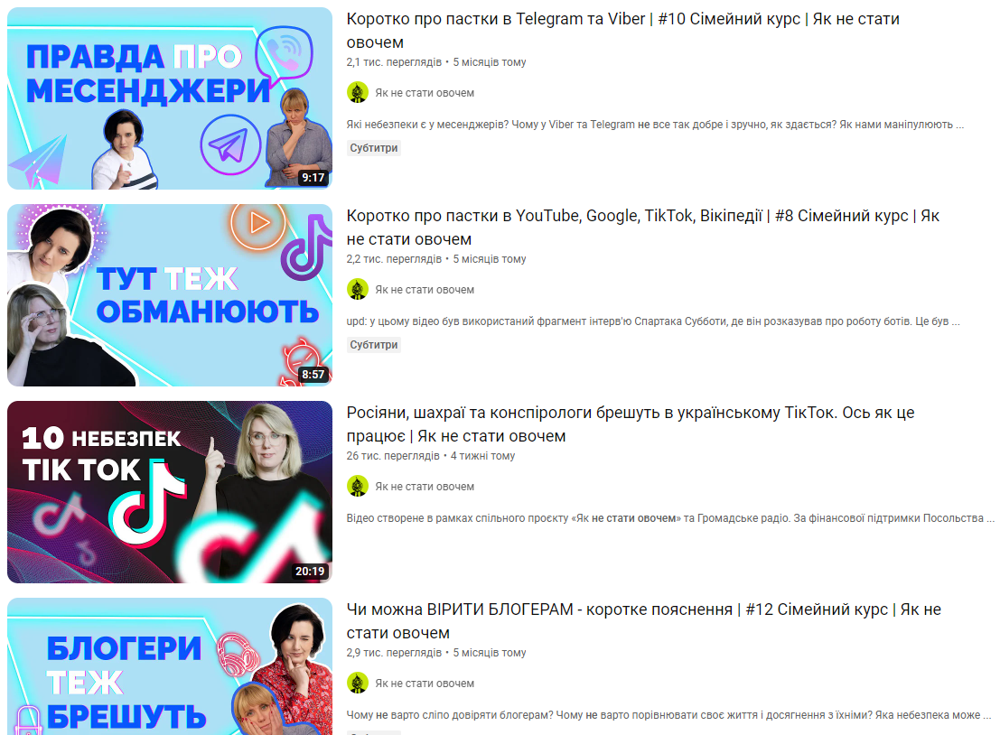 ПРАВДА ПРО
МЕСЕНДЖЕРИ
9:17
Коротко про пастки в Telegram та Viber | #10 Сімейний курс | Як не стати
овочем
2,1 тис. переглядів • 5 місяців тому
Як не стати овочем
Які небезпеки є у месенджерів? Чому у Viber та Telegram не все так добре і зручно, як здається? Як нами маніпулюють ...
Субтитри
ТУТ ТЕЖ
ОБМАНЮЮТЬ
8:57
Коротко про пастки в YouTube, Google, TikTok, Вікіпедії | #8 Сімейний курс | Як
не стати овочем
2,2 тис. переглядів • 5 місяців тому
Як не стати овочем
upd: у цьому відео був використаний фрагмент інтерв'ю Спартака Субботи, де він розказував про роботу ботів. Це був ...
Субтитри
10 НЕБЕЗПЕК
ТІК ТОК
20:19
Росіяни, шахраї та конспірологи брешуть в українському ТікТок. Ось як це
працює | Як не стати овочем
26 тис. переглядів • 4 тижні тому
Як не стати овочем
Відео створене в рамках спільного проєкту «Як не стати овочем» та Громадське радіо. За фінансової підтримки Посольства ...
БЛОГЕРИ
ТЕЖ
БРЕШУТЬ
Чи можна ВІРИТИ БЛОГЕРАМ - коротке пояснення | #12 Сімейний курс | Як не
стати овочем
2,9 тис. переглядів • 5 місяців тому
Як не стати овочем
Чому не варто сліпо довіряти блогерам? Чому не варто порівнювати своє життя і досягнення з їхніми? Яка небезпека може ...